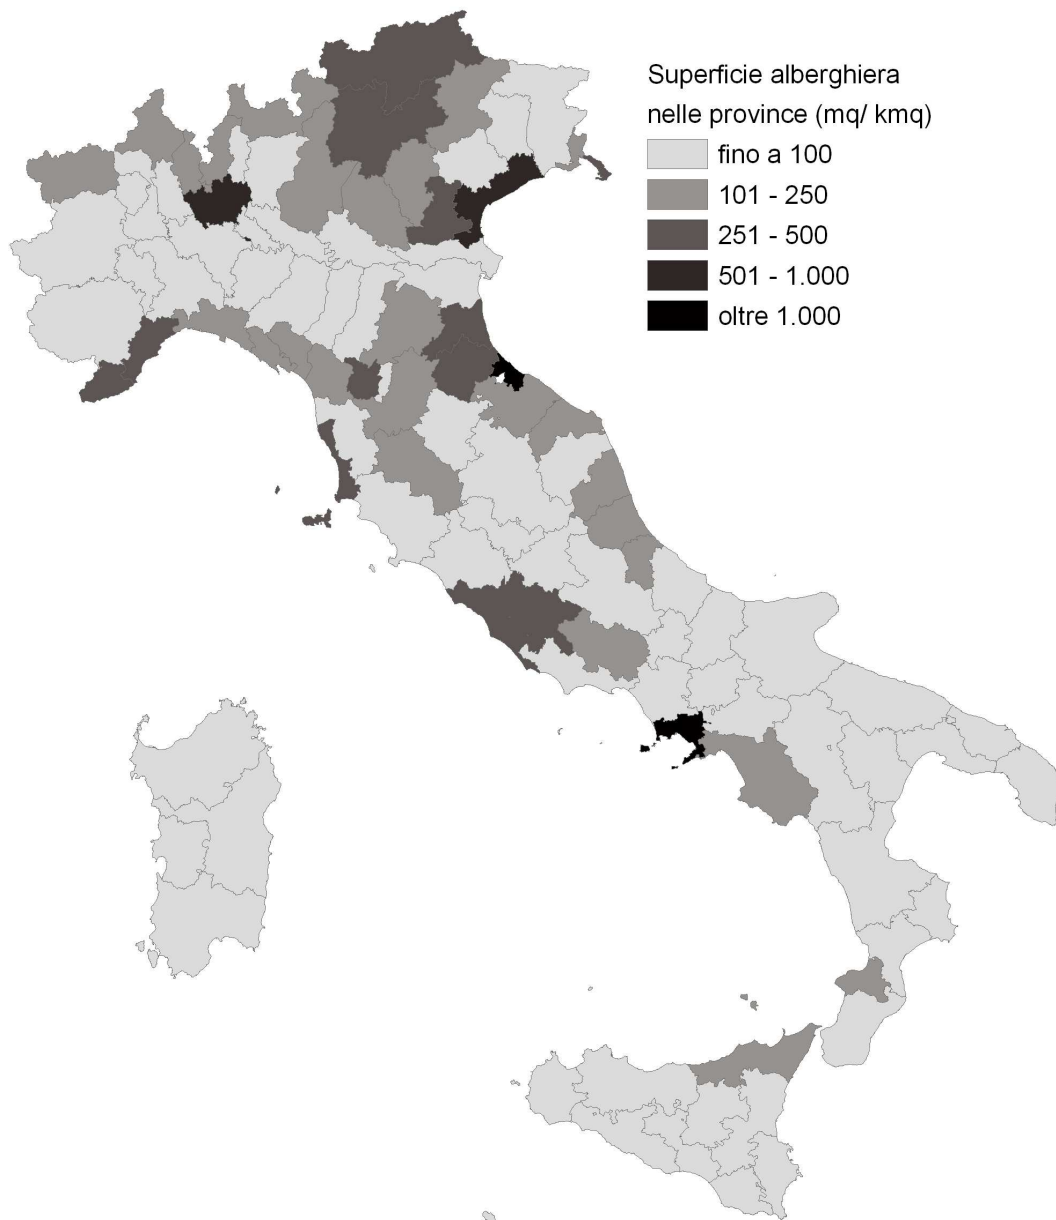 Superficie alberghiera
nelle province (mq/ kmq)
fino a 100
101 - 250
251 - 500
501 - 1.000
oltre 1.000